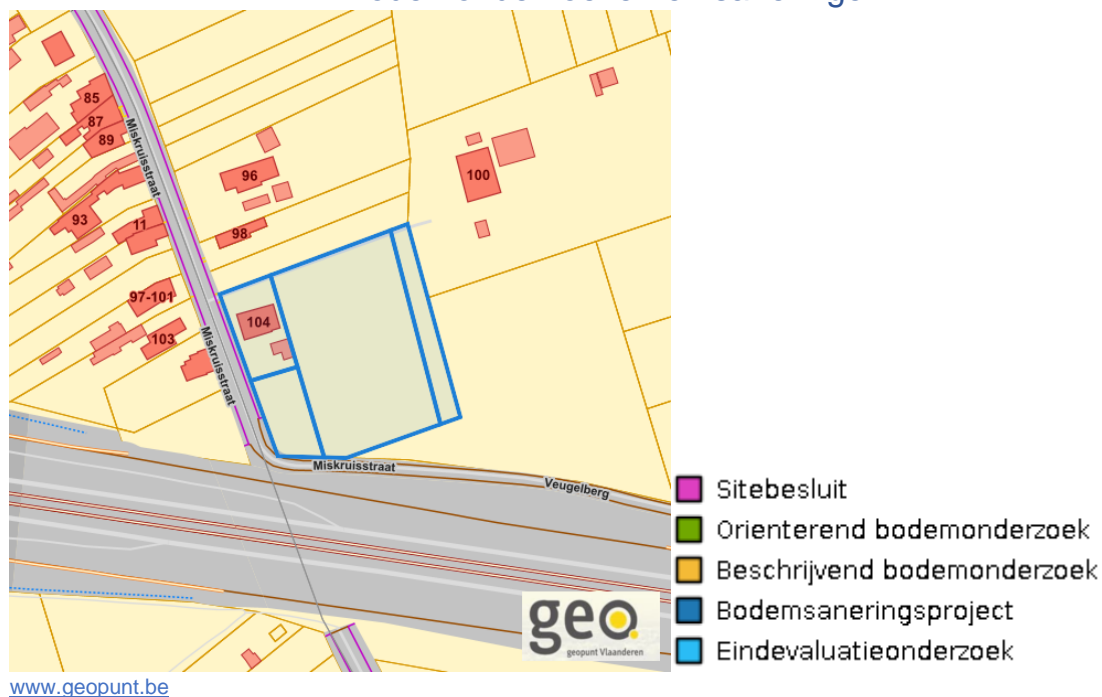 85
87
89
Miskruisstraat
96
100
93
11
98
97-101
104
103
Miskruisstraat
Miskruisstraat
Veugelberg
geo.
geopunt Vlaanderen
Sitebesluit
Orienterend bodemonderzoek
Beschrijvend bodemonderzoek
Bodemsaneringsproject
Eindevaluatieonderzoek
www.geopunt.be